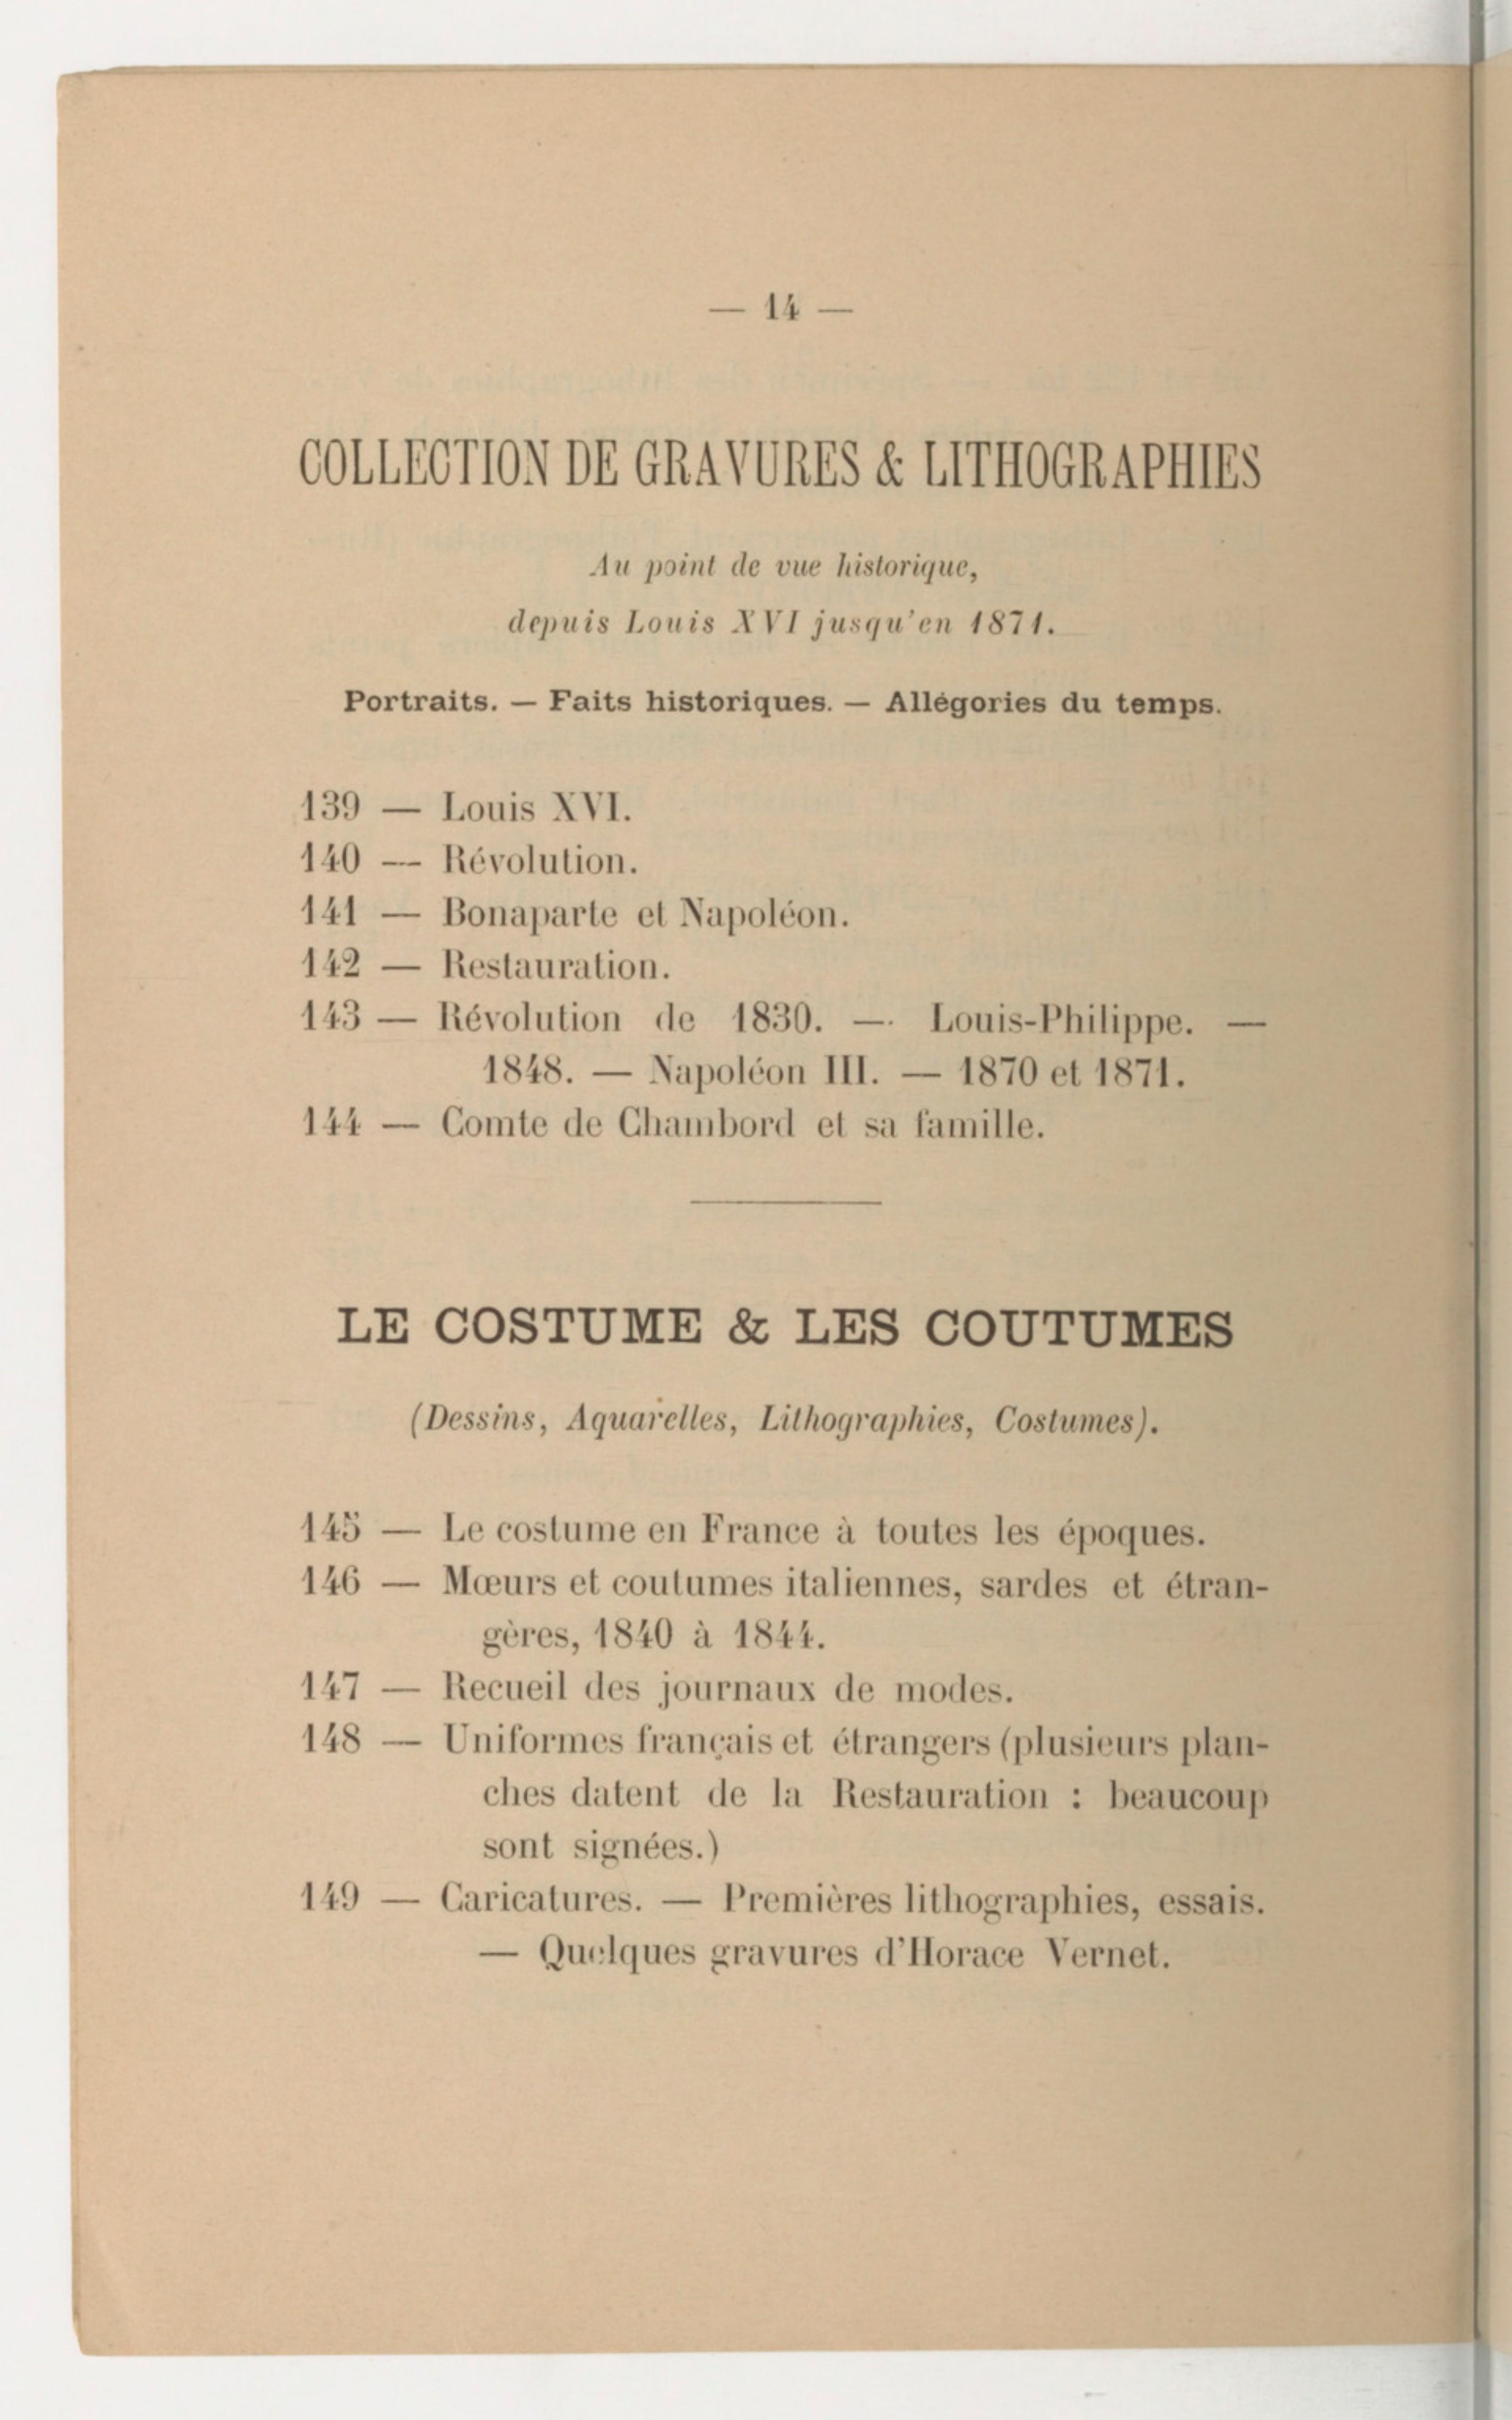 — 14 —
COLLECTION DE GRAVURES & LITHOGRAPHIES
Au point de vue historique,
depuis Louis XVI jusqu'en 1871.
Portraits. — Faits historiques. — Allégories du temps.
139 — Louis XVI.
140 — Révolution.
141 — Bonaparte et Napoléon.
142 — Restauration.
143 — Révolution de 1830. — Louis-Philippe. —
1848. — Napoléon III. — 1870 et 1871.
144 — Comte de Chambord et sa famille.
LE COSTUME & LES COUTUMES
(Dessins, Aquarelles, Lithographies, Costumes).
145 — Le costume en France à toutes les époques.
146 — Mœurs et coutumes italiennes, sardes et étran-
gères, 1840 à 1844.
147 — Recueil des journaux de modes.
148 — Uniformes français et étrangers (plusieurs plan-
ches datent de la Restauration : beaucoup
sont signées.)
149 — Caricatures. — Premières lithographies, essais.
— Quelques gravures d'Horace Vernet.